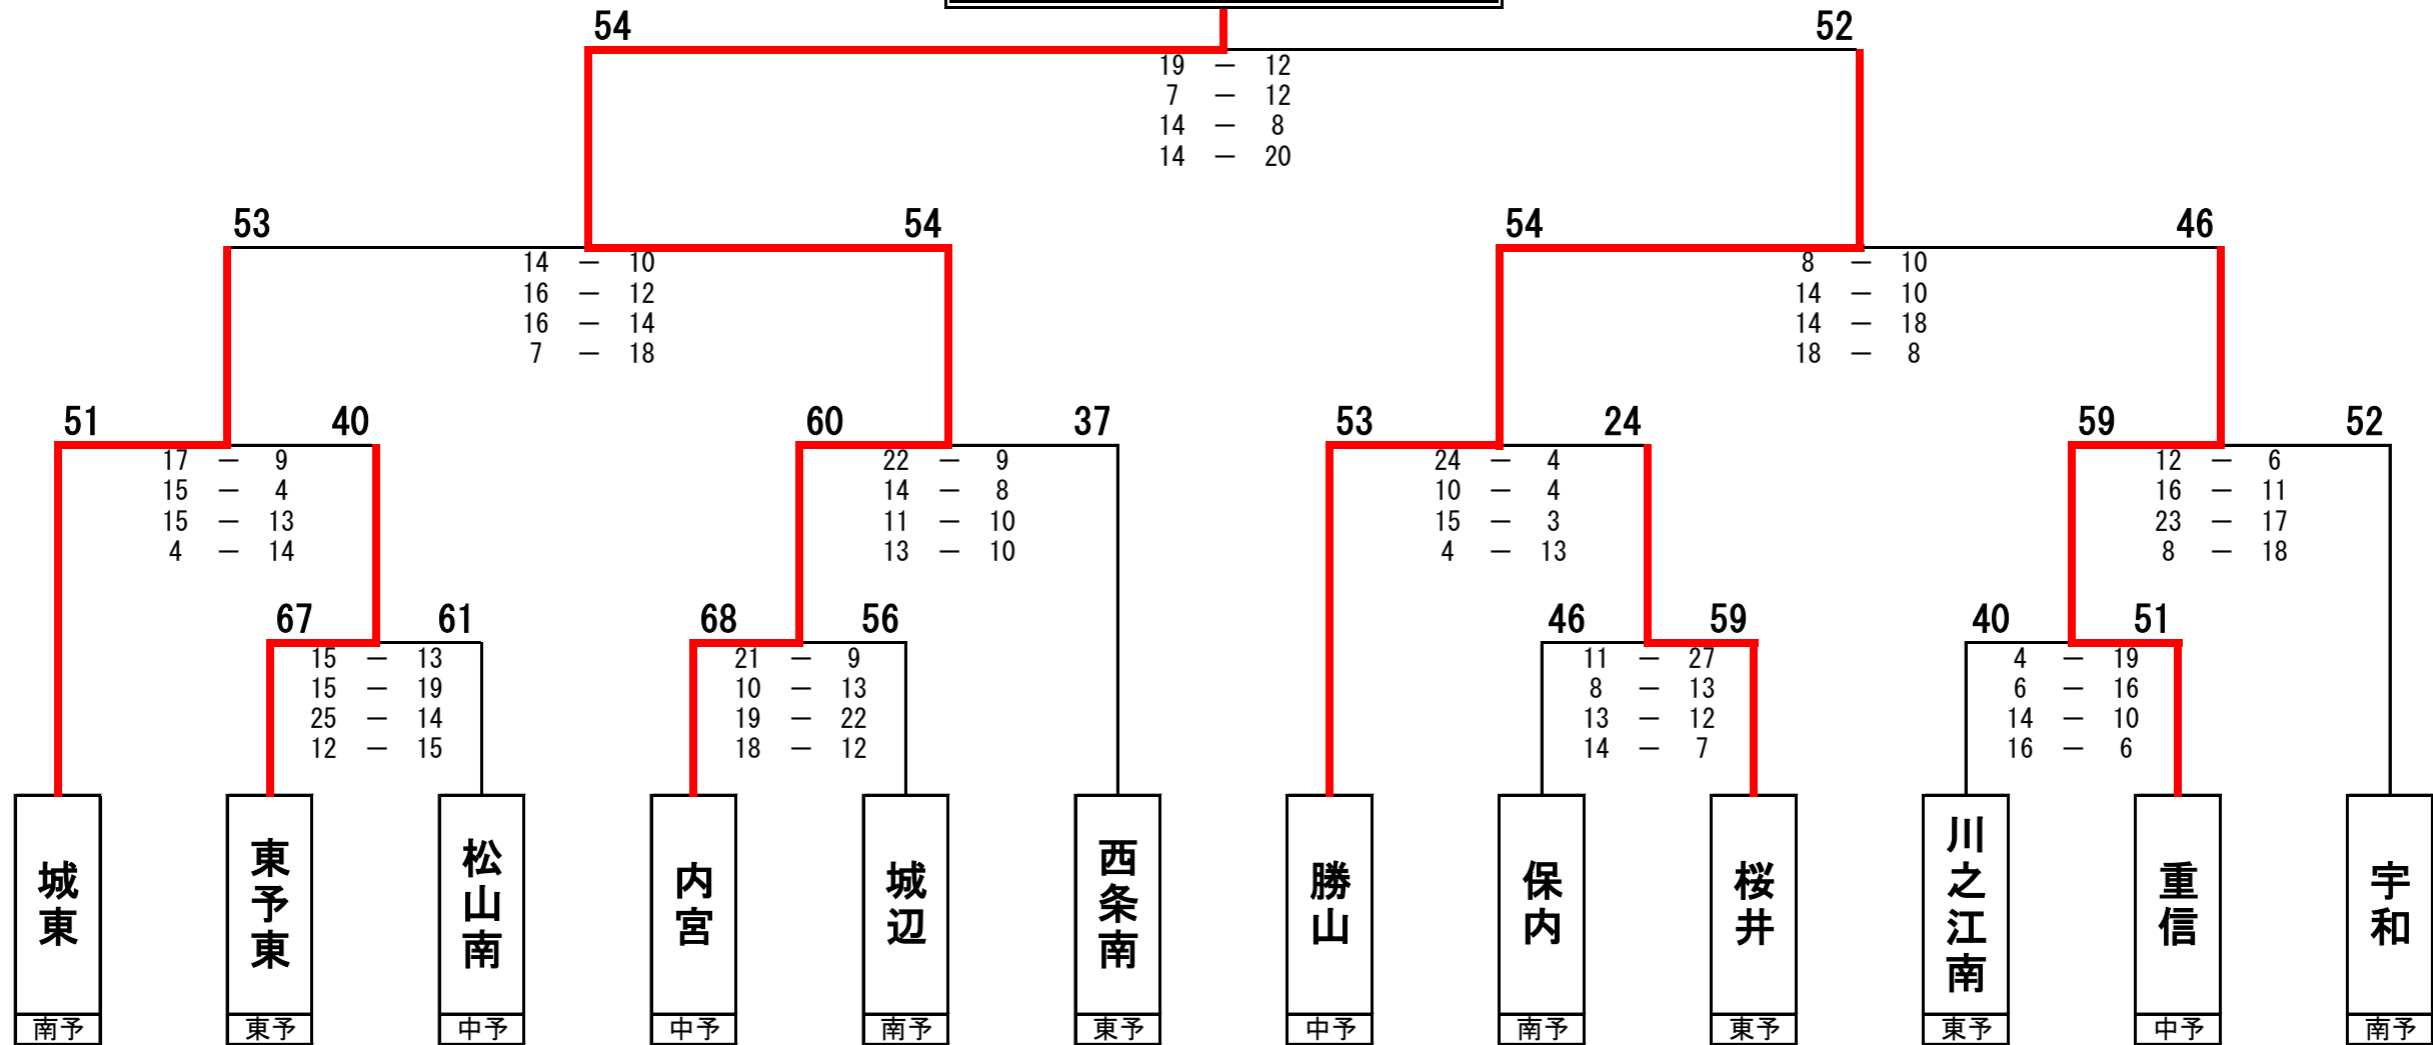 54 52
19 － 12
7 － 12
14 － 8
14 － 20
53 54 54 46
14 － 10 8 － 10
16 － 12 14 － 10
16 － 14 14 － 18
7 － 18 18 － 8
51 40 60 37 53 24 59 52
17 － 9 22 － 9 24 － 4 12 － 6
15 － 4 14 － 8 10 － 4 16 － 11
15 － 13 11 － 10 15 － 3 23 － 17
4 － 14 13 － 10 4 － 13 8 － 18
67 61 68 56 46 59 40 51
15 － 13 21 － 9 11 － 27 4 － 19
15 － 19 10 － 13 8 － 13 6 － 16
25 － 14 19 － 22 13 － 12 14 － 10
12 － 15 18 － 12 14 － 7 16 － 6
城東 東予東 松山南 内宮 城辺 西条南 勝山 保内 桜井 川之江南 重信 宇和
南予 東予 中予 中予 南予 東予 中予 南予 東予 東予 中予 南予